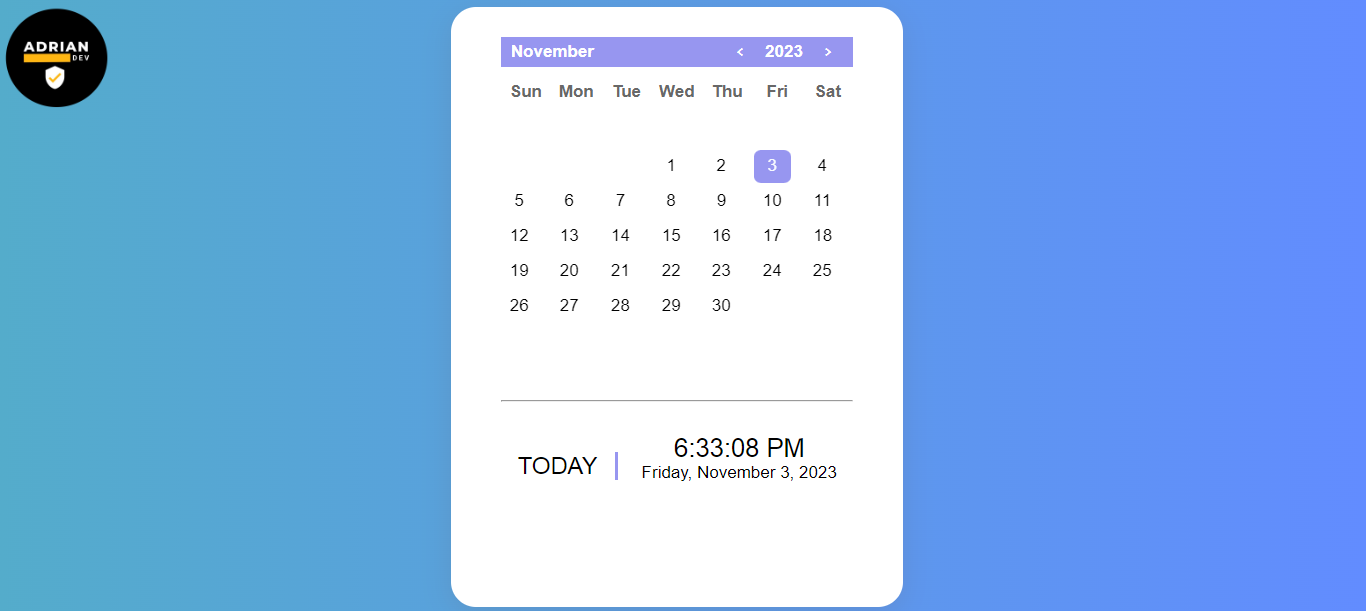 ADRIAN
DEV
November < 2023 >
Sun Mon Tue Wed Thu Fri Sat
1 2 3 4
5 6 7 8 9 10 11
12 13 14 15 16 17 18
19 20 21 22 23 24 25
26 27 28 29 30
TODAY
6:33:08 PM
Friday, November 3, 2023